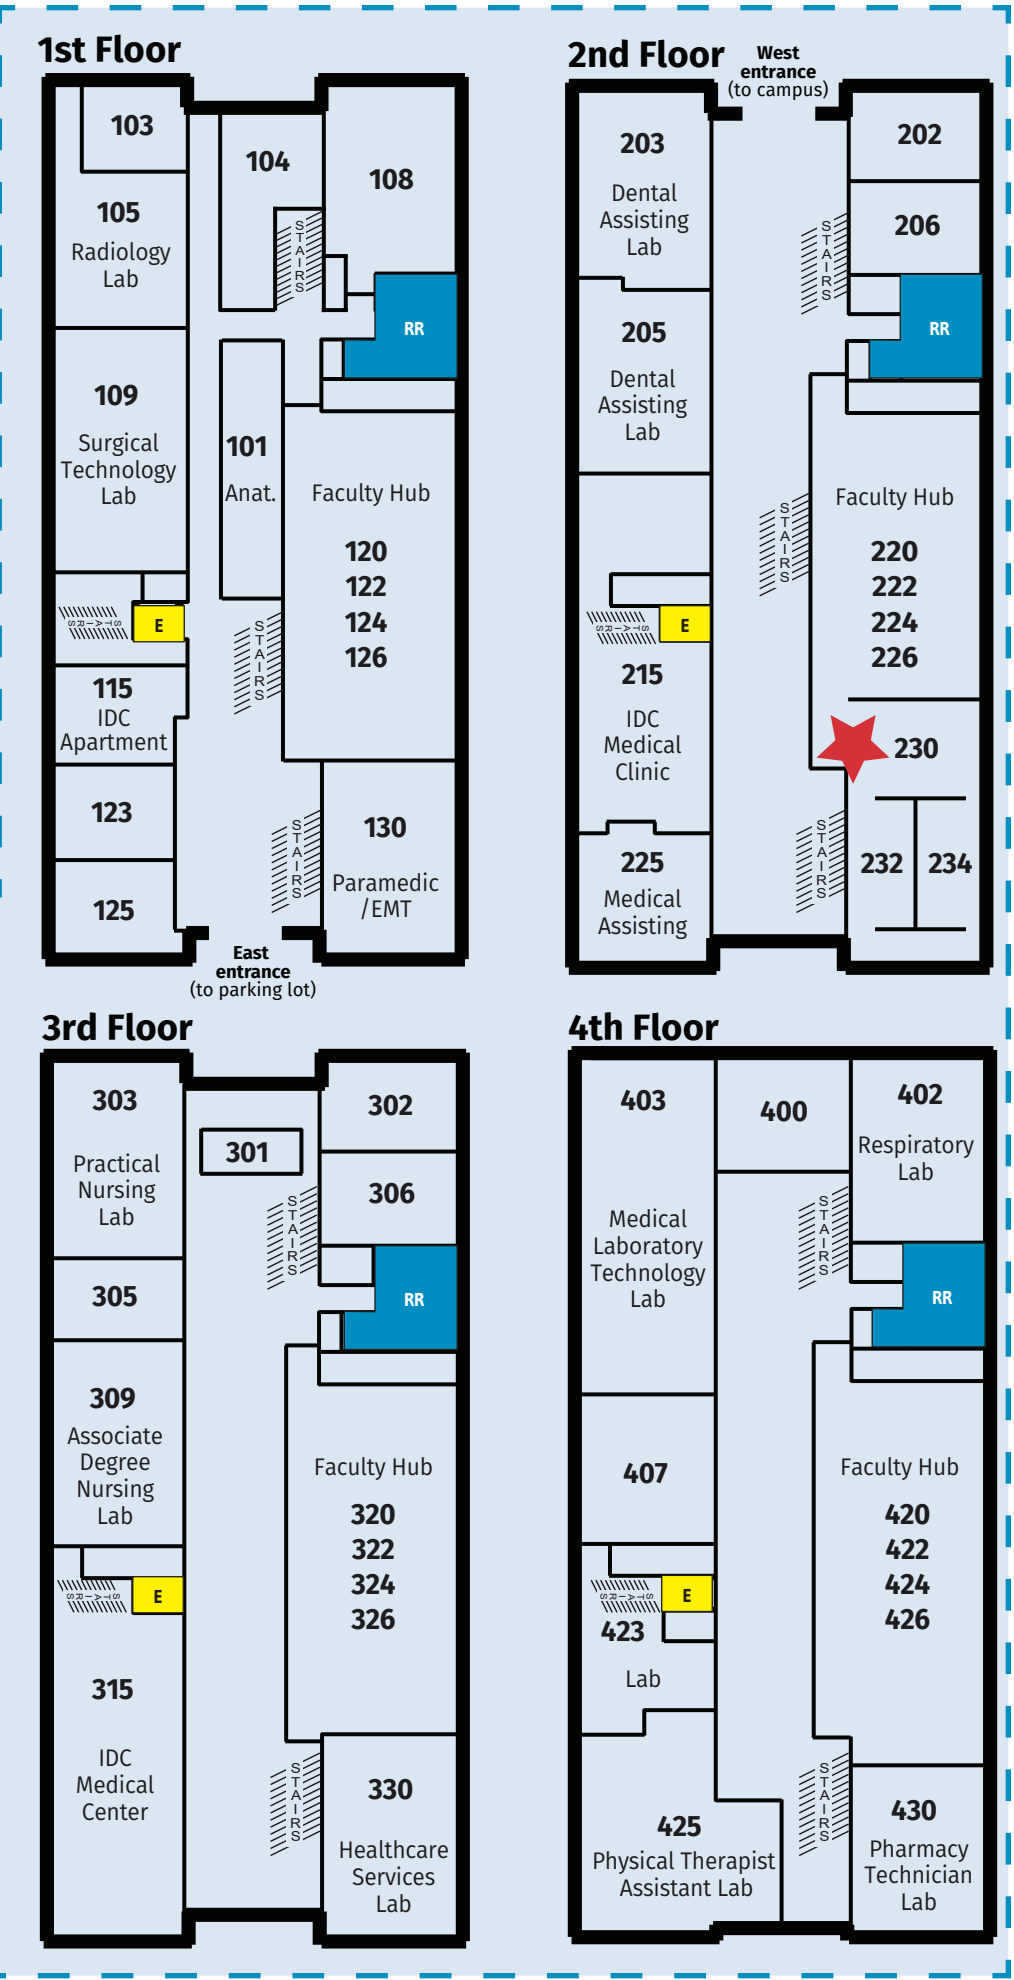 1st Floor
103
104
108
105
Radiology
Lab
STAIRS
RR
109
Surgical
Technology
Lab
101
Anat.
Faculty Hub
120
122
124
126
STAIRS
E
STAIRS
115
IDC
Apartment
123
125
STAIRS
130
Paramedic
/EMT
East
entrance
(to parking lot)
2nd Floor
West
entrance
(to campus)
203
Dental
Assisting
Lab
202
206
STAIRS
RR
205
Dental
Assisting
Lab
STAIRS
Faculty Hub
220
222
224
226
STAIRS
E
215
IDC
Medical
Clinic
230
225
Medical
Assisting
STAIRS
232
234
3rd Floor
303
Practical
Nursing
Lab
301
302
306
STAIRS
305
RR
309
Associate
Degree
Nursing
Lab
Faculty Hub
320
322
324
326
STAIRS
E
315
IDC
Medical
Center
STAIRS
330
Healthcare
Services
Lab
4th Floor
403
400
402
Respiratory
Lab
Medical
Laboratory
Technology
Lab
STAIRS
RR
407
Faculty Hub
420
422
424
426
STAIRS
E
423
Lab
425
Physical Therapist
Assistant Lab
STAIRS
430
Pharmacy
Technician
Lab